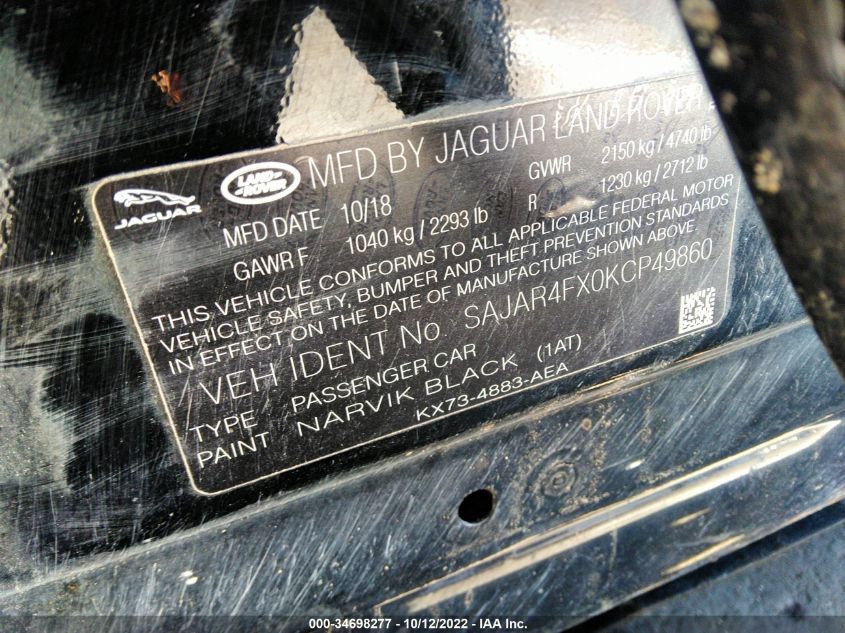 JAGUAR
LAND ROVER
MFD BY JAGUAR LAND ROVER
MFD DATE 10/18 GVWR 2150 kg / 4740 lb
GAWR F 1040 kg / 2293 lb R 1230 kg / 2712 lb
THIS VEHICLE CONFORMS TO ALL APPLICABLE FEDERAL MOTOR
VEHICLE SAFETY, BUMPER AND THEFT PREVENTION STANDARDS
IN EFFECT ON THE DATE OF MANUFACTURE SHOWN ABOVE.
VEH IDENT No SAJAR4FX0KCP49860
TYPE PASSENGER CAR
PAINT NARVIK BLACK (1AT)
KX73-4883-AEA
000-34698277 - 10/12/2022 - IAA Inc.